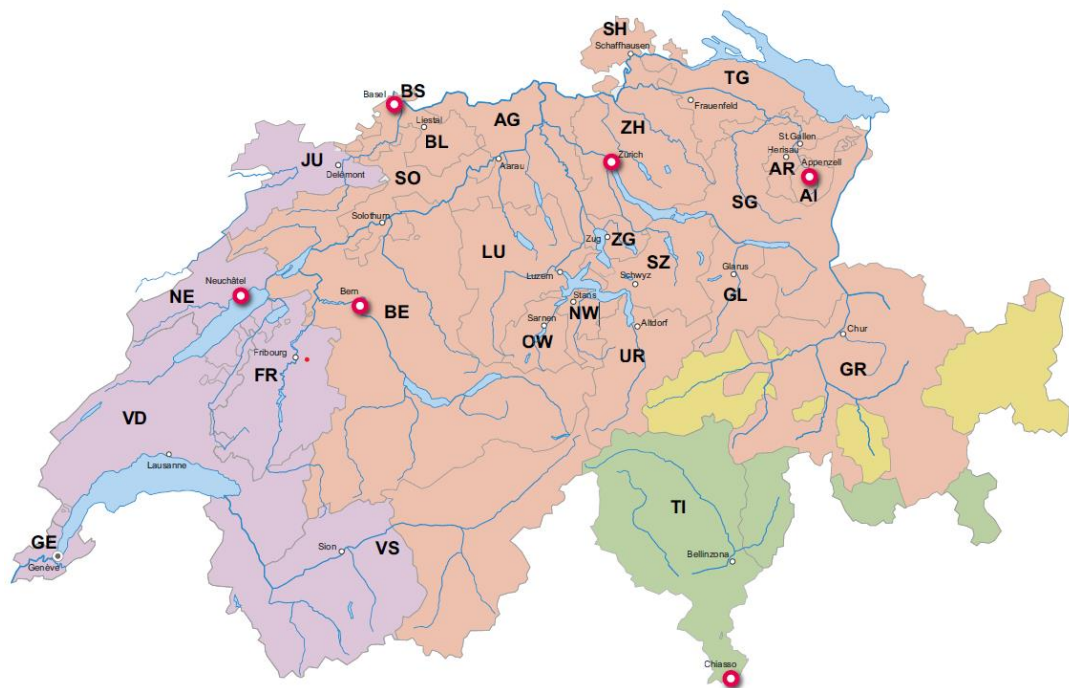 SH
Schaffhausen
TG
BS
Basel
Frauenfeld
Liestal
AG
ZH
BL
St.Gallen
Herisau
JU
Aarau
Zürich
AR
Appenzell
Delémont
SO
AI
SG
Solothurn
Zug
ZG
LU
SZ
Luzern
Schwyz
Glarus
Neuchâtel
NE
Bern
BE
Stans
NW
GL
Sarnen
Altdorf
OW
Chur
UR
Fribourg
FR
GR
VD
Lausanne
TI
GE
Genève
Sion
VS
Bellinzona
Chiasso